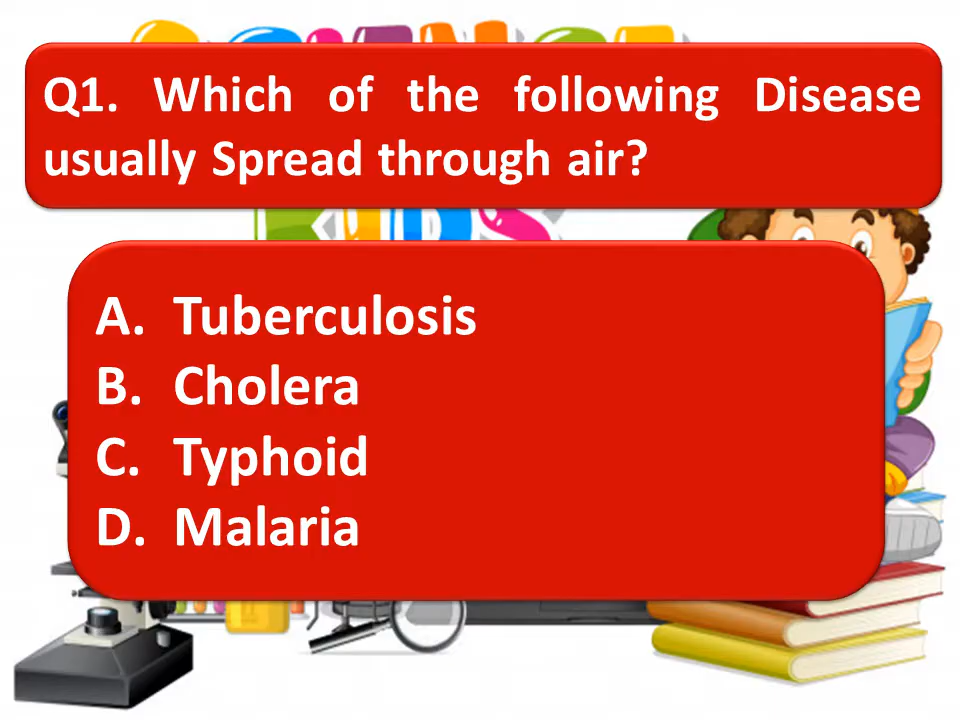 Q1. Which of the following Disease
usually Spread through air?
A. Tuberculosis
B. Cholera
C. Typhoid
D. Malaria